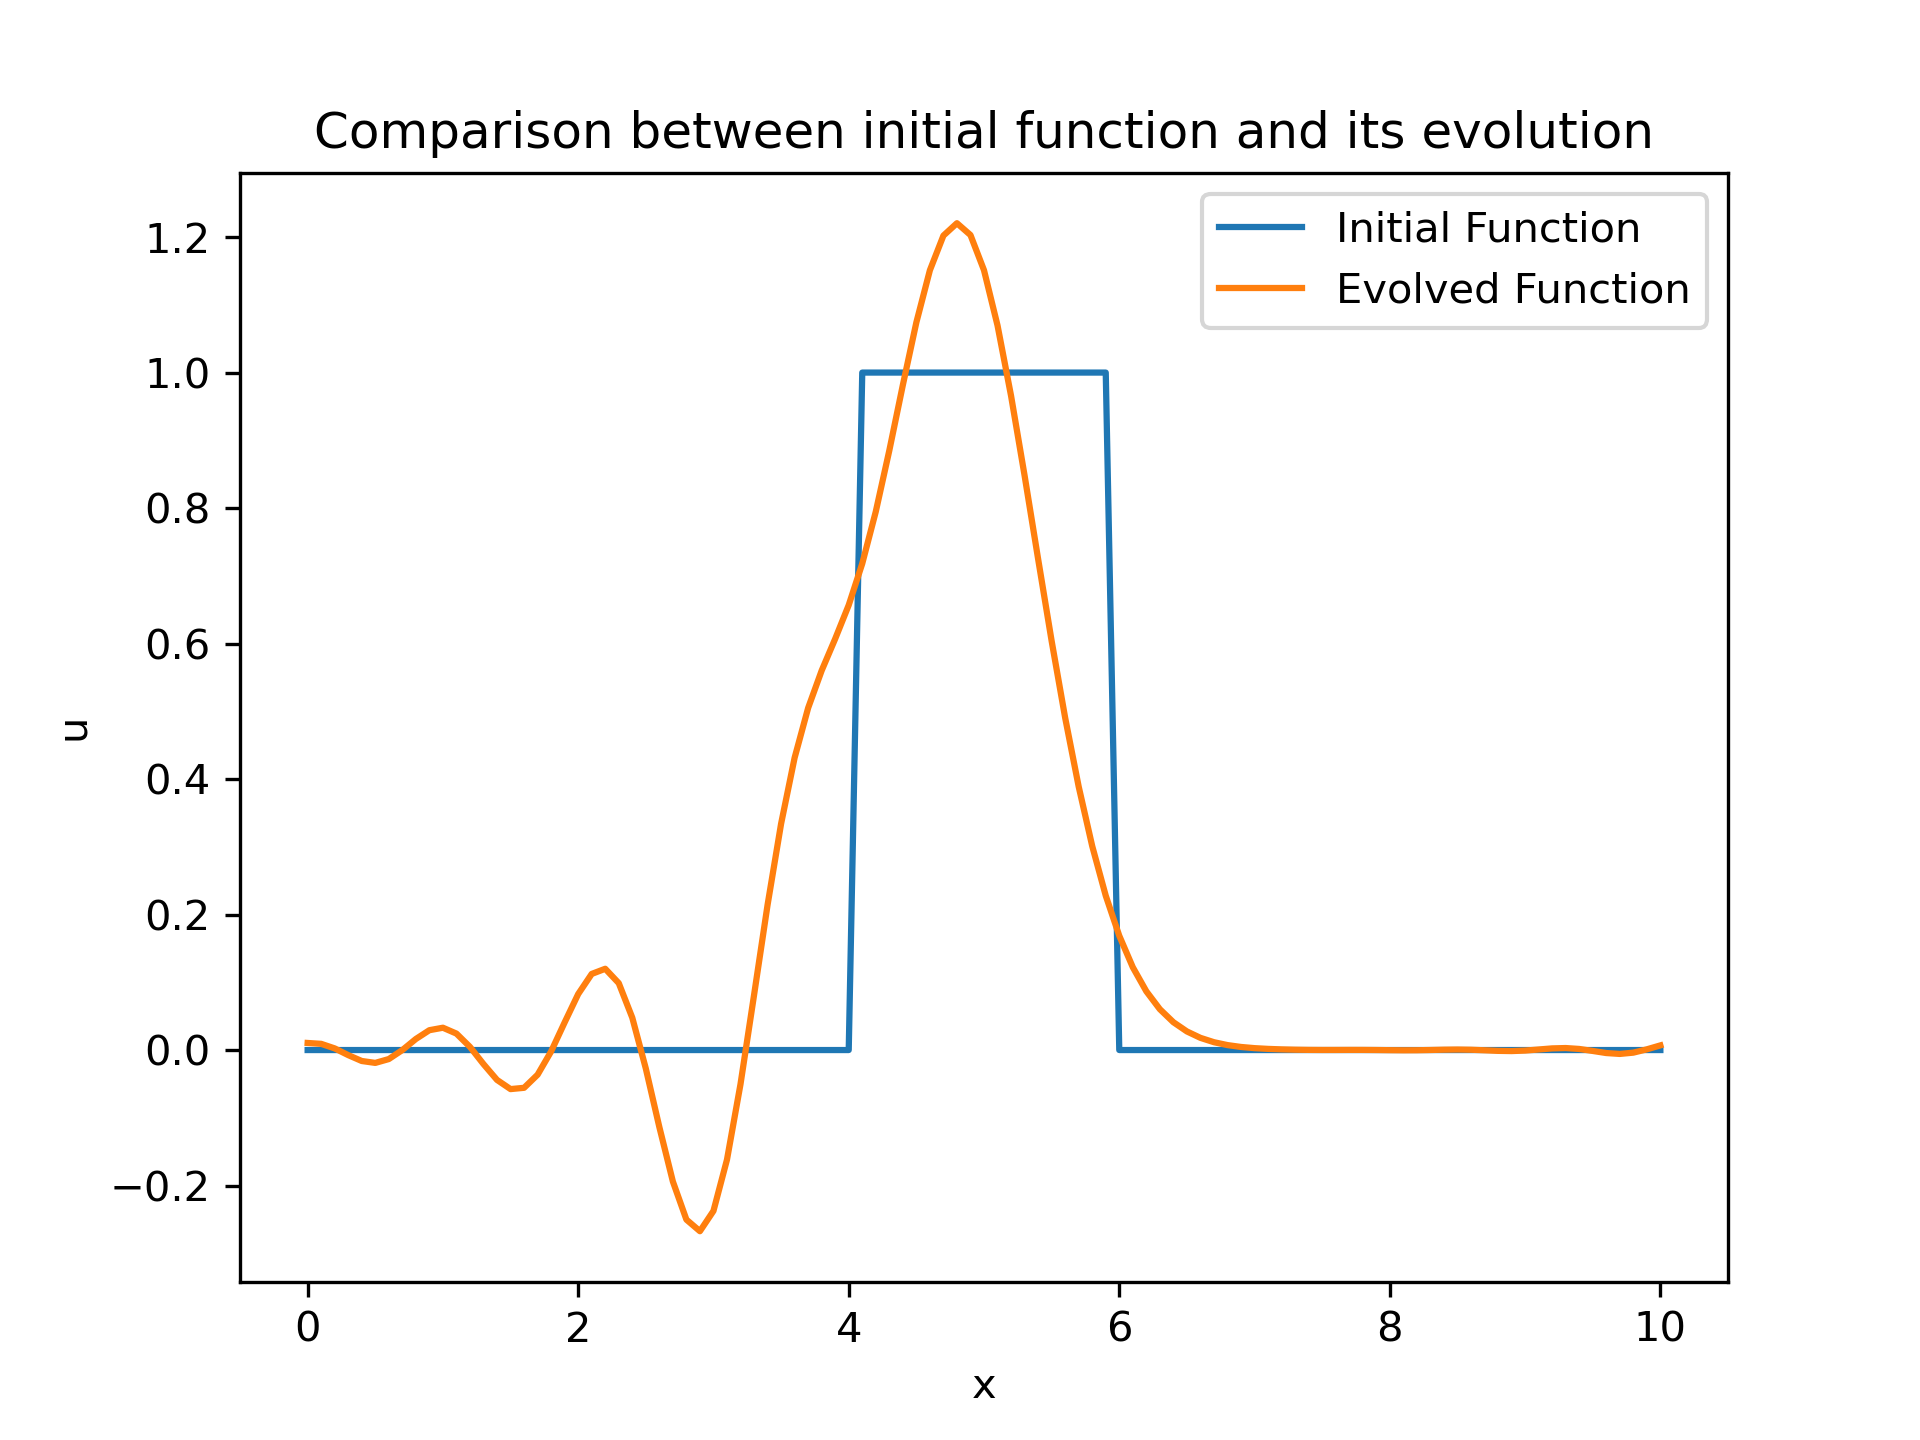 Comparison between initial function and its evolution
Initial Function
Evolved Function
1.2
1.0
0.8
0.6
0.4
0.2
0.0
−0.2
u
0 2 4 6 8 10
x